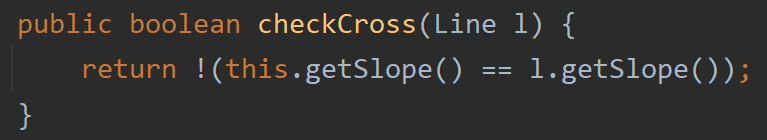 public boolean checkCross(Line l) {
    return !(this.getSlope() == l.getSlope());
}